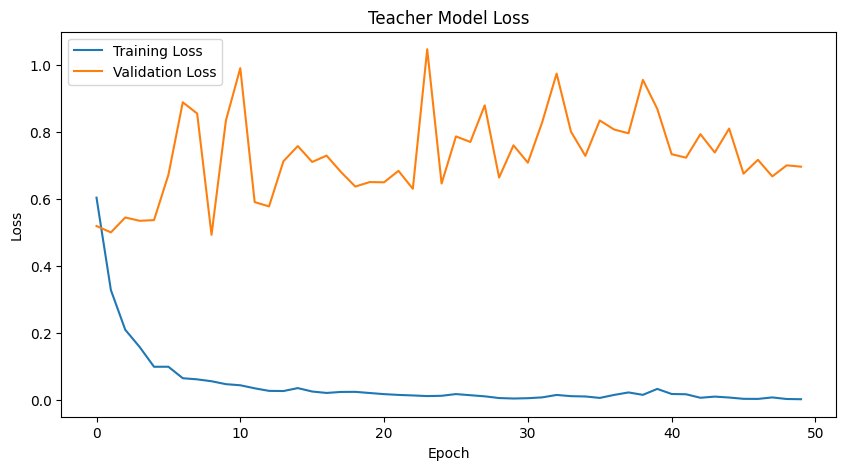 Teacher Model Loss
Training Loss
Validation Loss
1.0
0.8
0.6
0.4
0.2
0.0
Loss
0 10 20 30 40 50
Epoch